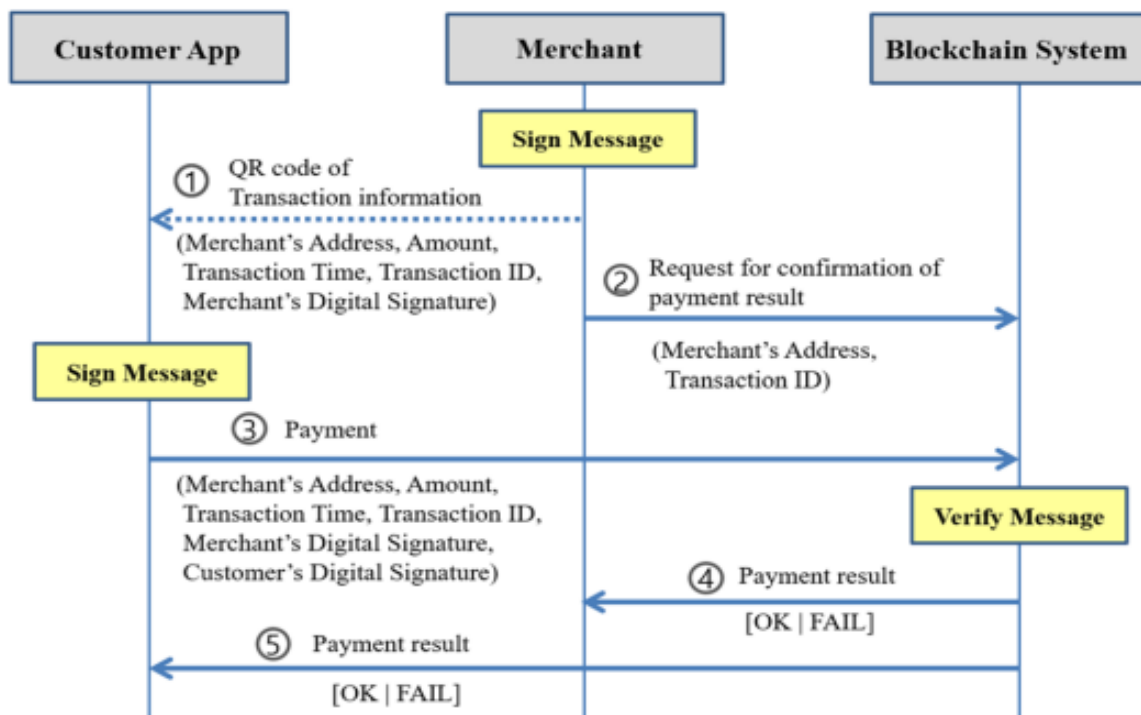 Customer App
Merchant
Blockchain System
Sign Message
① QR code of
Transaction information
(Merchant's Address, Amount,
Transaction Time, Transaction ID,
Merchant's Digital Signature)
② Request for confirmation of
payment result
(Merchant's Address,
Transaction ID)
Sign Message
③ Payment
(Merchant's Address, Amount,
Transaction Time, Transaction ID,
Merchant's Digital Signature,
Customer's Digital Signature)
Verify Message
④ Payment result
[OK | FAIL]
⑤ Payment result
[OK | FAIL]